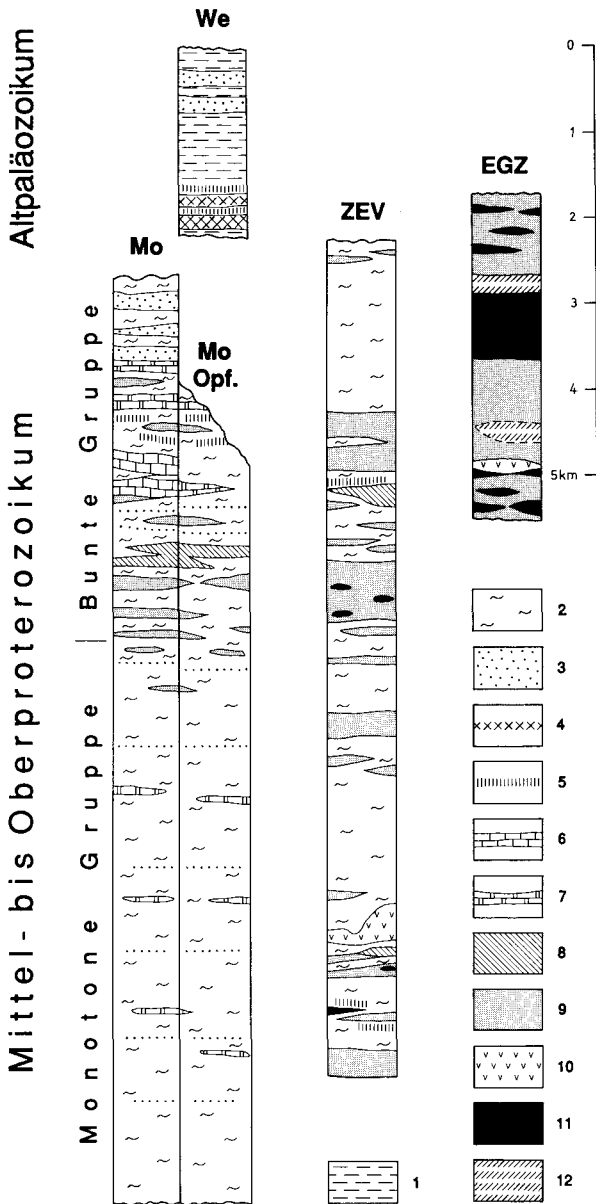 We
Altpaläozoikum
0
1
2
3
4
5km
EGZ
ZEV
Mo
Mo
Opf.
Mittel- bis Oberproterozoikum
Bunte Gruppe
Monotone Gruppe
1
2
3
4
5
6
7
8
9
10
11
12